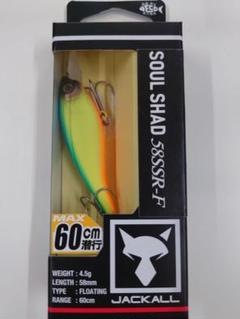 SOUL SHAD 58SSR-F
MAX
60cm
潜行
WEIGHT : 4.5g
LENGTH : 58mm
TYPE : FLOATING
RANGE : 60cm
JACKALL